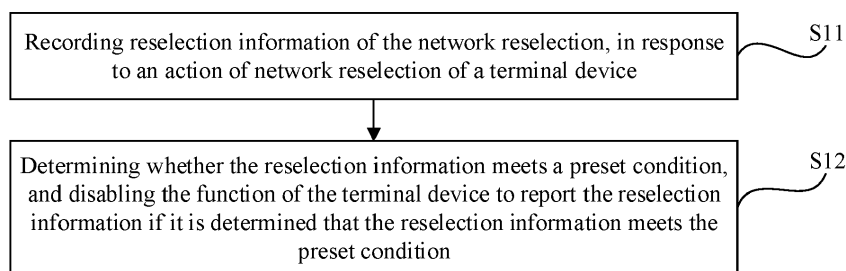 Recording reselection information of the network reselection, in response
to an action of network reselection of a terminal device
S11
Determining whether the reselection information meets a preset condition,
and disabling the function of the terminal device to report the reselection
information if it is determined that the reselection information meets the
preset condition
S12